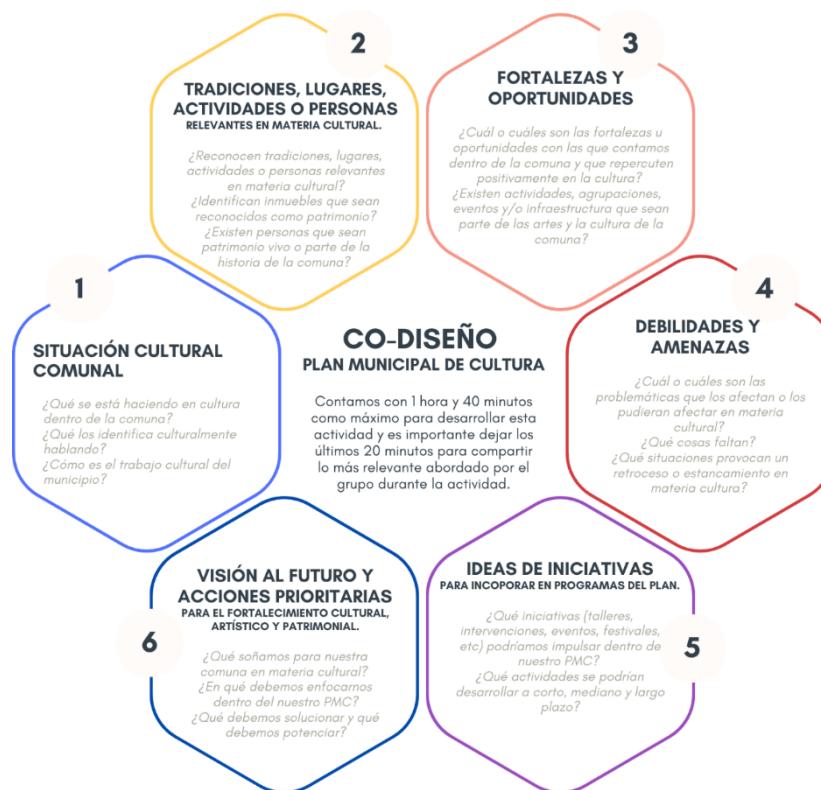 CO-DISEÑO
PLAN MUNICIPAL DE CULTURA
Contamos con 1 hora y 40 minutos
como máximo para desarrollar esta
actividad y es importante dejar los
últimos 20 minutos para compartir
lo más relevante abordado por el
grupo durante la actividad.
1
SITUACIÓN CULTURAL
COMUNAL
¿Qué se está haciendo en cultura
dentro de la comuna?
¿Qué los identifica culturalmente
hablando?
¿Cómo es el trabajo cultural del
municipio?
2
TRADICIONES, LUGARES,
ACTIVIDADES O PERSONAS
RELEVANTES EN MATERIA CULTURAL.
¿Reconocen tradiciones, lugares,
actividades o personas relevantes
en materia cultural?
¿Identifican inmuebles que sean
reconocidos como patrimonio?
¿Existen personas que sean
patrimonio vivo o parte de la
historia de la comuna?
3
FORTALEZAS Y
OPORTUNIDADES
¿Cuál o cuáles son las fortalezas u
oportunidades con las que contamos
dentro de la comuna y que repercuten
positivamente en la cultura?
¿Existen actividades, agrupaciones,
eventos y/o infraestructura que sean
parte de las artes y la cultura de la
comuna?
4
DEBILIDADES Y
AMENAZAS
¿Cuál o cuáles son las
problemáticas que los afectan o los
pudieran afectar en materia
cultural?
¿Qué cosas faltan?
¿Qué situaciones provocan un
retroceso o estancamiento en
materia cultura?
5
IDEAS DE INICIATIVAS
PARA INCOPORAR EN PROGRAMAS DEL PLAN.
¿Qué iniciativas (talleres,
intervenciones, eventos, festivales,
etc) podríamos impulsar dentro de
nuestro PMC?
¿Qué actividades se podrían
desarrollar a corto, mediano y largo
plazo?
6
VISIÓN AL FUTURO Y
ACCIONES PRIORITARIAS
PARA EL FORTALECIMIENTO CULTURAL,
ARTÍSTICO Y PATRIMONIAL.
¿Qué soñamos para nuestra
comuna en materia cultural?
¿En qué debemos enfocarnos
dentro del nuestro PMC?
¿Qué debemos solucionar y qué
debemos potenciar?